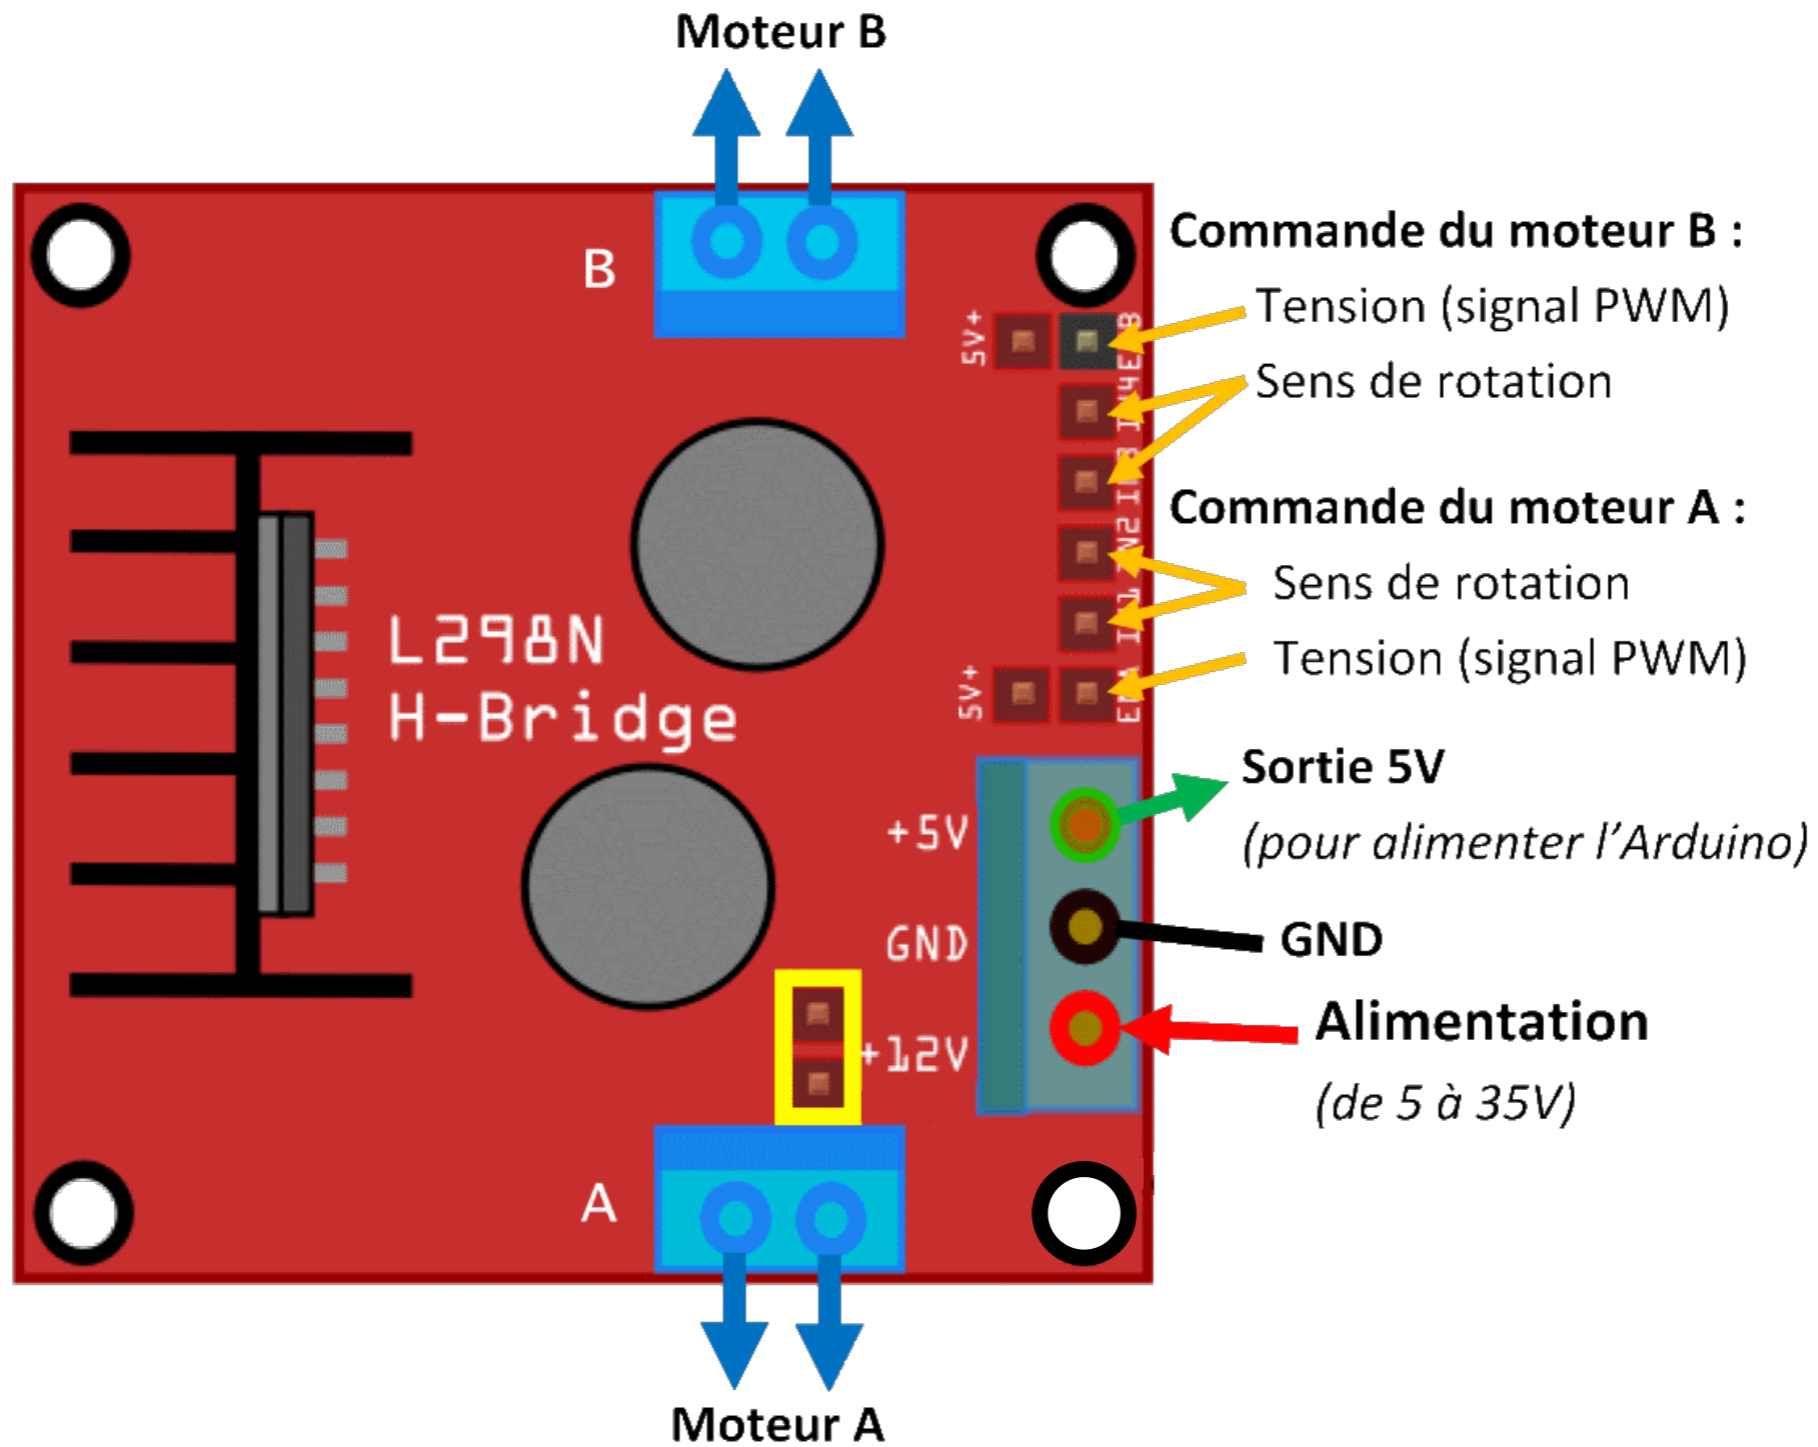 Moteur B
B
Commande du moteur B :
Tension (signal PWM)
5V+
Sens de rotation
Commande du moteur A :
Sens de rotation
L298N
H-Bridge
Tension (signal PWM)
5V+
Sortie 5V
+5V
(pour alimenter l'Arduino)
GND
GND
Alimentation
+12V
(de 5 à 35V)
A
Moteur A